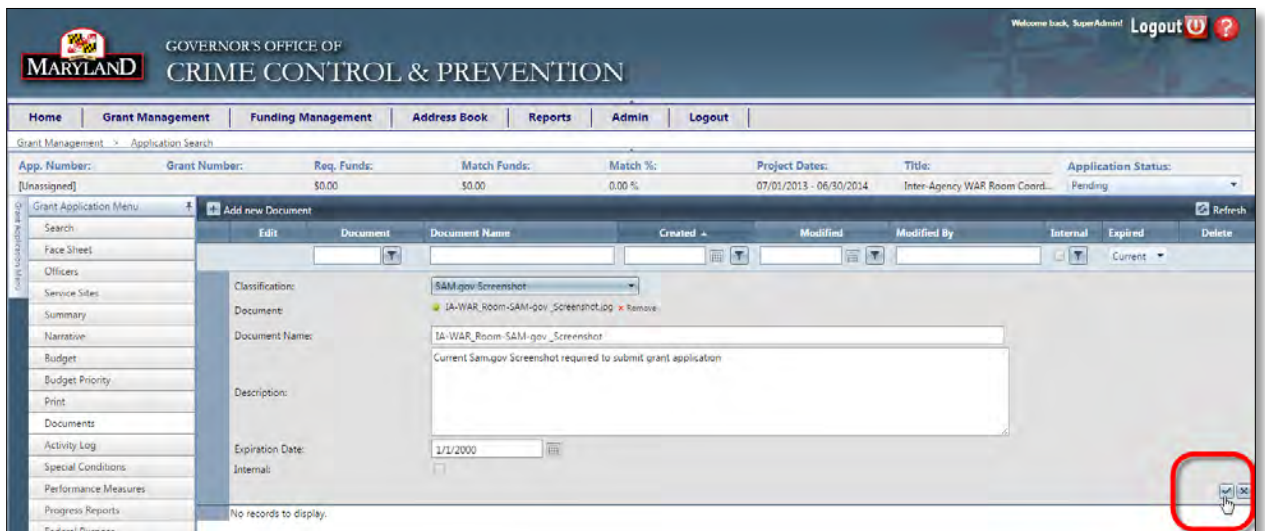 Welcome back, SuperAdmin! Logout
MARYLAND
GOVERNOR'S OFFICE OF
CRIME CONTROL & PREVENTION
Home Grant Management Funding Management Address Book Reports Admin Logout
Grant Management > Application Search
App. Number: Grant Number: Req. Funds: Match Funds: Match %: Project Dates: Title: Application Status:
[Unassigned] $0.00 $0.00 0.00 % 07/01/2013 - 06/30/2014 Inter-Agency WAR Room Coord... Pending
Grant Application Menu
Grant Application Menu
Add new Document Refresh
Edit Document Document Name Created Modified Modified By Internal Expired Delete
Current
Search
Face Sheet
Officers
Service Sites
Summary
Narrative
Budget
Budget Priority
Print
Documents
Activity Log
Special Conditions
Performance Measures
Progress Reports
Federal Purpose
Classification: SAM.gov Screenshot
Document: IA-WAR_Room-SAM-gov_Screenshot.jpg x Remove
Document Name: IA-WAR_Room-SAM-gov_Screenshot
Description: Current Sam.gov Screenshot required to submit grant application
Expiration Date: 1/1/2000
Internal:
No records to display.